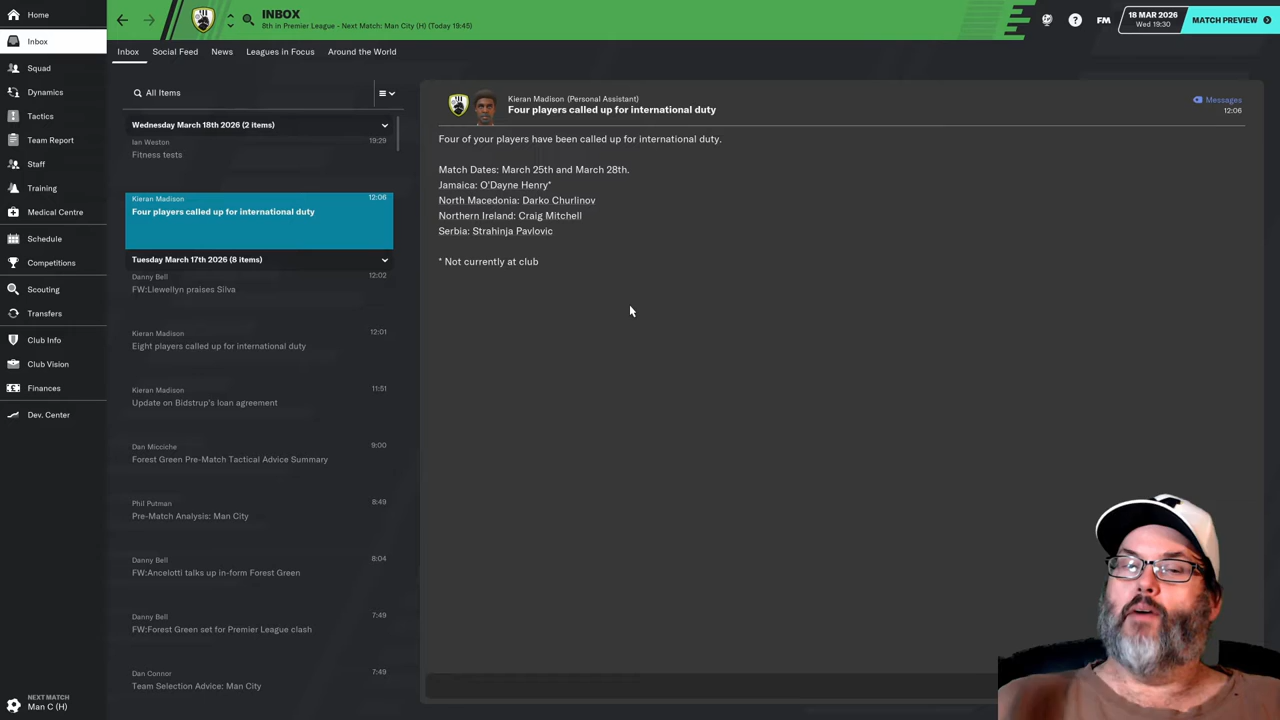 Home
Inbox
Squad
Dynamics
Tactics
Team Report
Staff
Training
Medical Centre
Schedule
Competitions
Scouting
Transfers
Club Info
Club Vision
Finances
Dev. Center
NEXT MATCH
Man C (H)
INBOX
8th in Premier League - Next Match: Man City (H) (Today 19:45)
?
FM
18 MAR 2026
Wed 19:30
MATCH PREVIEW
Inbox
Social Feed
News
Leagues in Focus
Around the World
All Items
Wednesday March 18th 2026 (2 items)
Ian Weston 19:29
Fitness tests
Kieran Madison 12:06
Four players called up for international duty
Tuesday March 17th 2026 (8 items)
Danny Bell 12:02
FW:Llewellyn praises Silva
Kieran Madison 12:01
Eight players called up for international duty
Kieran Madison 11:51
Update on Bidstrup's loan agreement
Dan Micciche 9:00
Forest Green Pre-Match Tactical Advice Summary
Phil Putman 8:49
Pre-Match Analysis: Man City
Danny Bell 8:04
FW:Ancelotti talks up in-form Forest Green
Danny Bell 7:49
FW:Forest Green set for Premier League clash
Dan Connor 7:49
Team Selection Advice: Man City
Kieran Madison (Personal Assistant)
Four players called up for international duty
Messages
12:06
Four of your players have been called up for international duty.
Match Dates: March 25th and March 28th.
Jamaica: O'Dayne Henry*
North Macedonia: Darko Churlinov
Northern Ireland: Craig Mitchell
Serbia: Strahinja Pavlovic
* Not currently at club